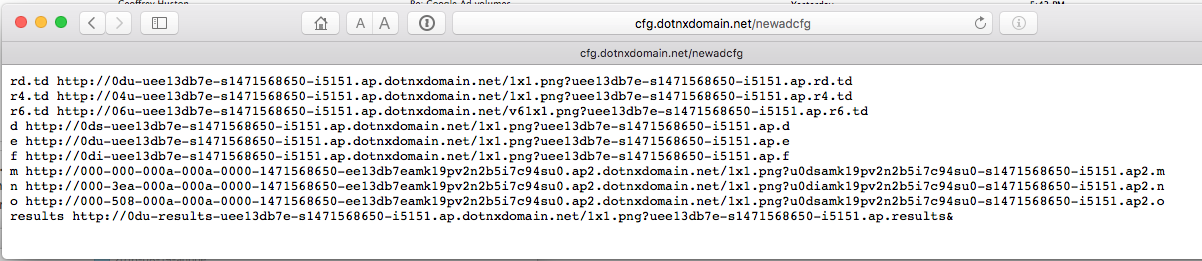 Geoffrey Huston Re: Google Ad volumes Yesterday 5:43 PM
cfg.dotnxdomain.net/newadcfg
cfg.dotnxdomain.net/newadcfg
rd.td http://0du-uee13db7e-s1471568650-i5151.ap.dotnxdomain.net/1x1.png?uee13db7e-s1471568650-i5151.ap.rd.td
r4.td http://04u-uee13db7e-s1471568650-i5151.ap.dotnxdomain.net/1x1.png?uee13db7e-s1471568650-i5151.ap.r4.td
r6.td http://06u-uee13db7e-s1471568650-i5151.ap.dotnxdomain.net/v61x1.png?uee13db7e-s1471568650-i5151.ap.r6.td
d http://0ds-uee13db7e-s1471568650-i5151.ap.dotnxdomain.net/1x1.png?uee13db7e-s1471568650-i5151.ap.d
e http://0du-uee13db7e-s1471568650-i5151.ap.dotnxdomain.net/1x1.png?uee13db7e-s1471568650-i5151.ap.e
f http://0di-uee13db7e-s1471568650-i5151.ap.dotnxdomain.net/1x1.png?uee13db7e-s1471568650-i5151.ap.f
m http://000-000-000a-000a-0000-1471568650-ee13db7eamk19pv2n2b5i7c94su0.ap2.dotnxdomain.net/1x1.png?u0dsamk19pv2n2b5i7c94su0-s1471568650-i5151.ap2.m
n http://000-3ea-000a-000a-0000-1471568650-ee13db7eamk19pv2n2b5i7c94su0.ap2.dotnxdomain.net/1x1.png?u0diamk19pv2n2b5i7c94su0-s1471568650-i5151.ap2.n
o http://000-508-000a-000a-0000-1471568650-ee13db7eamk19pv2n2b5i7c94su0.ap2.dotnxdomain.net/1x1.png?u0dsamk19pv2n2b5i7c94su0-s1471568650-i5151.ap2.o
results http://0du-results-uee13db7e-s1471568650-i5151.ap.dotnxdomain.net/1x1.png?uee13db7e-s1471568650-i5151.ap.results&